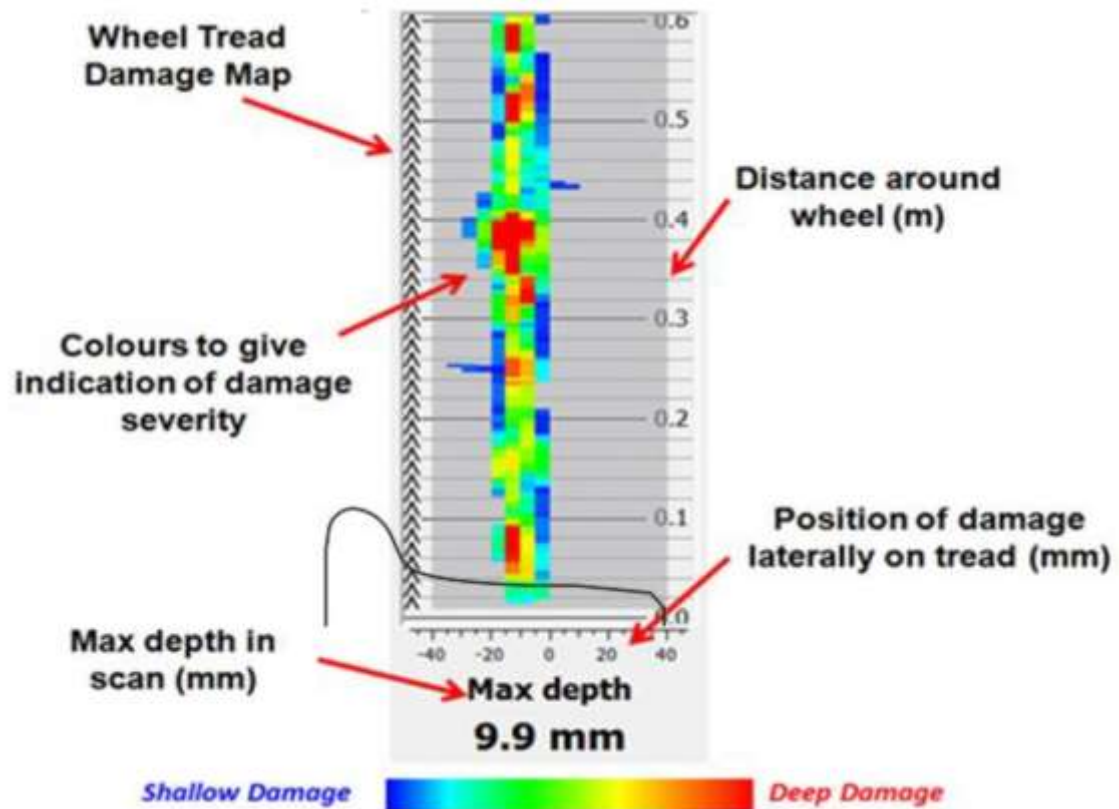 Wheel Tread
Damage Map
0.6
0.5
Distance around
wheel (m)
0.4
0.3
Colours to give
indication of damage
severity
0.2
0.1
Position of damage
laterally on tread (mm)
0.0
-40 -20 0 20 40
Max depth in
scan (mm)
Max depth
9.9 mm
Shallow Damage
Deep Damage